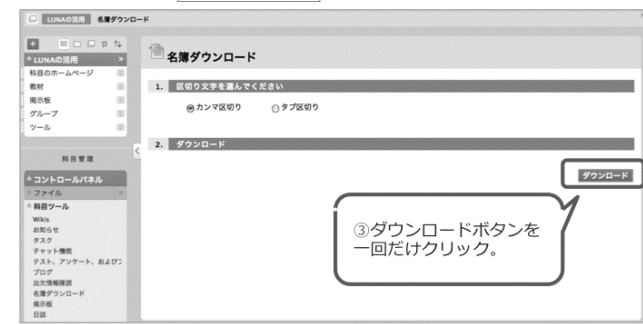 LUNAの活用 名簿ダウンロード
LUNAの活用
名簿ダウンロード
科目のホームページ
教材
1. 区切り文字を選んでください
掲示板
カンマ区切り タブ区切り
グループ
ツール
2. ダウンロード
科目管理
ダウンロード
コントロールパネル
ファイル
科目ツール
Wikis
お知らせ
タスク
チャット機能
テスト、アンケート、および
ブログ
出欠情報確認
名簿ダウンロード
掲示板
日誌
③ダウンロードボタンを
一回だけクリック。